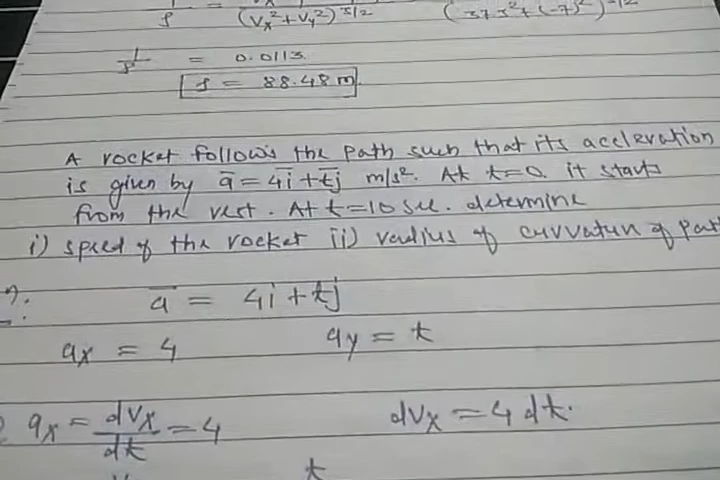 (Vx²+Vy²)^3/2
1/ρ = 0.0113
ρ = 88.48 m
A rocket follows the path such that its acceleration
is given by ā = 4i + tj m/s². At t=0 it starts
from the rest. At t=10 sec. determine
i) speed of the rocket ii) radius of curvature of pat
ā = 4i + tj
ax = 4 ay = t
ax = dVx/dt = 4 dVx = 4 dt.
t